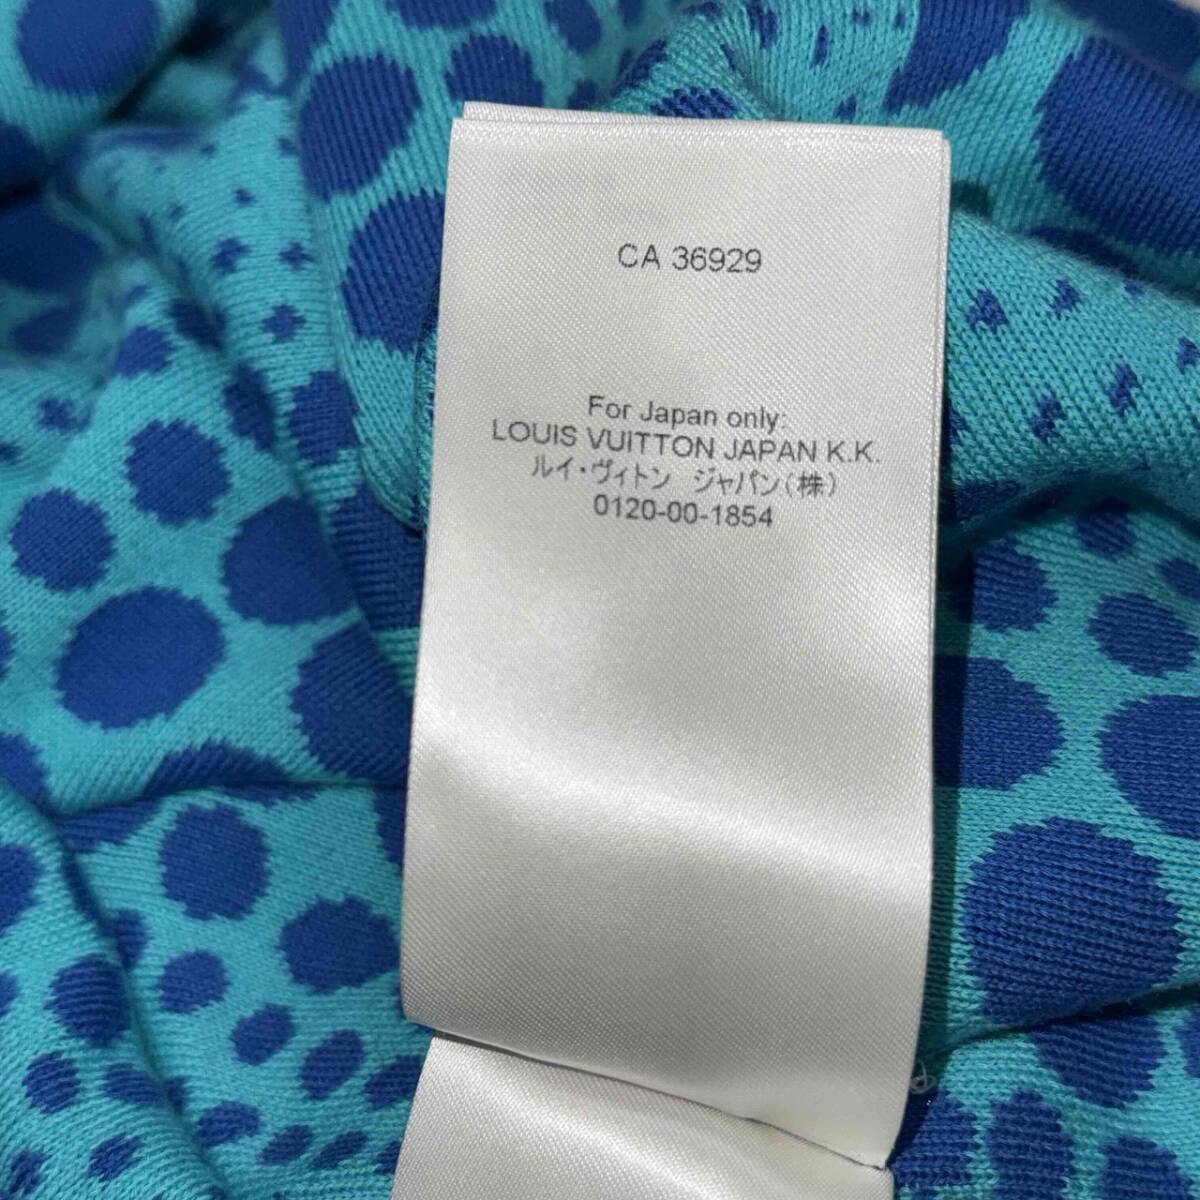 CA 36929
For Japan only:
LOUIS VUITTON JAPAN K.K.
ルイ・ヴィトン ジャパン(株)
0120-00-1854